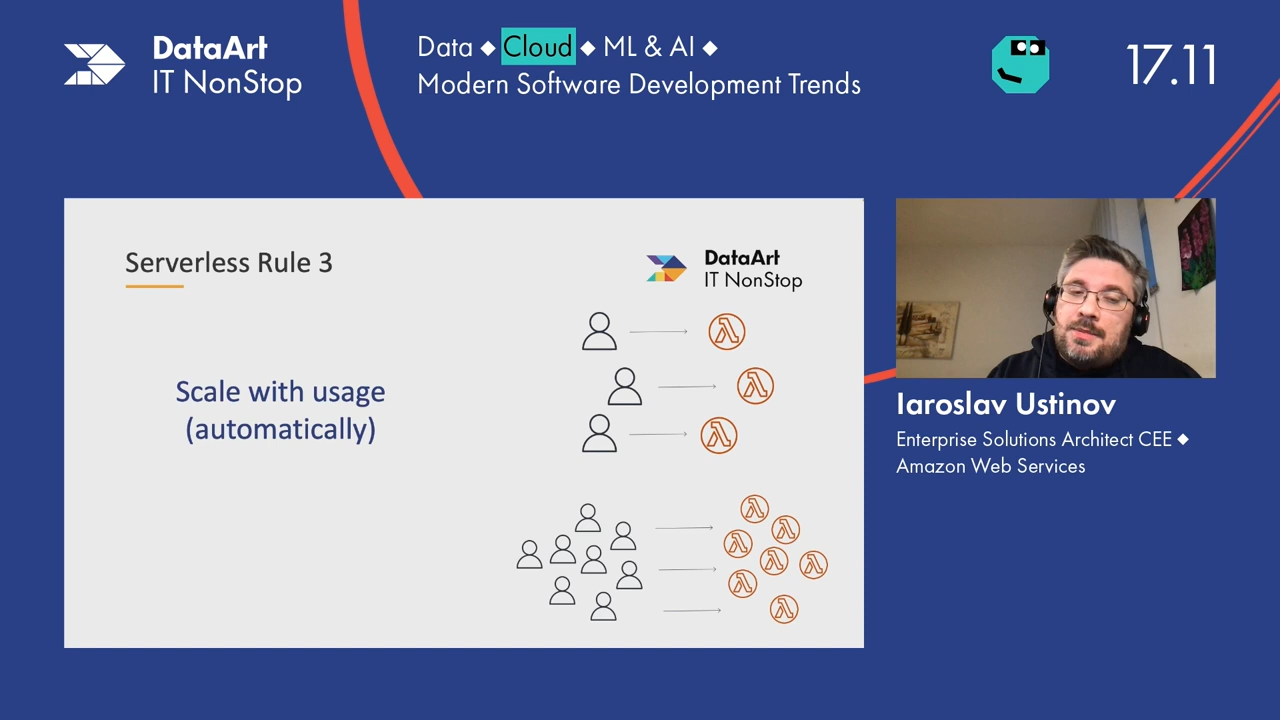 DataArt
IT NonStop
Data ◆ Cloud ◆ ML & AI ◆
Modern Software Development Trends
17.11
Serverless Rule 3
DataArt
IT NonStop
Scale with usage
(automatically)
Iaroslav Ustinov
Enterprise Solutions Architect CEE ◆
Amazon Web Services